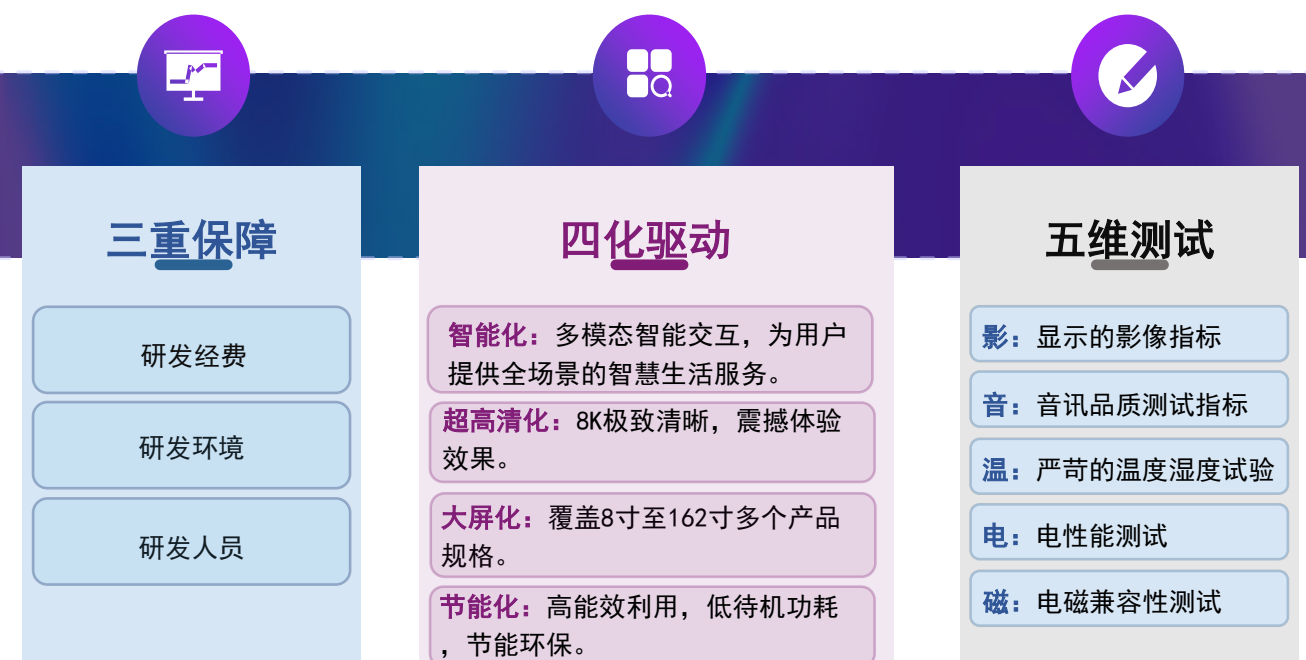 三重保障
研发经费
研发环境
研发人员
四化驱动
智能化：多模态智能交互，为用户
提供全场景的智慧生活服务。
超高清化：8K极致清晰，震撼体验
效果。
大屏化：覆盖8寸至162寸多个产品
规格。
节能化：高能效利用，低待机功耗
，节能环保。
五维测试
影：显示的影像指标
音：音讯品质测试指标
温：严苛的温度湿度试验
电：电性能测试
磁：电磁兼容性测试